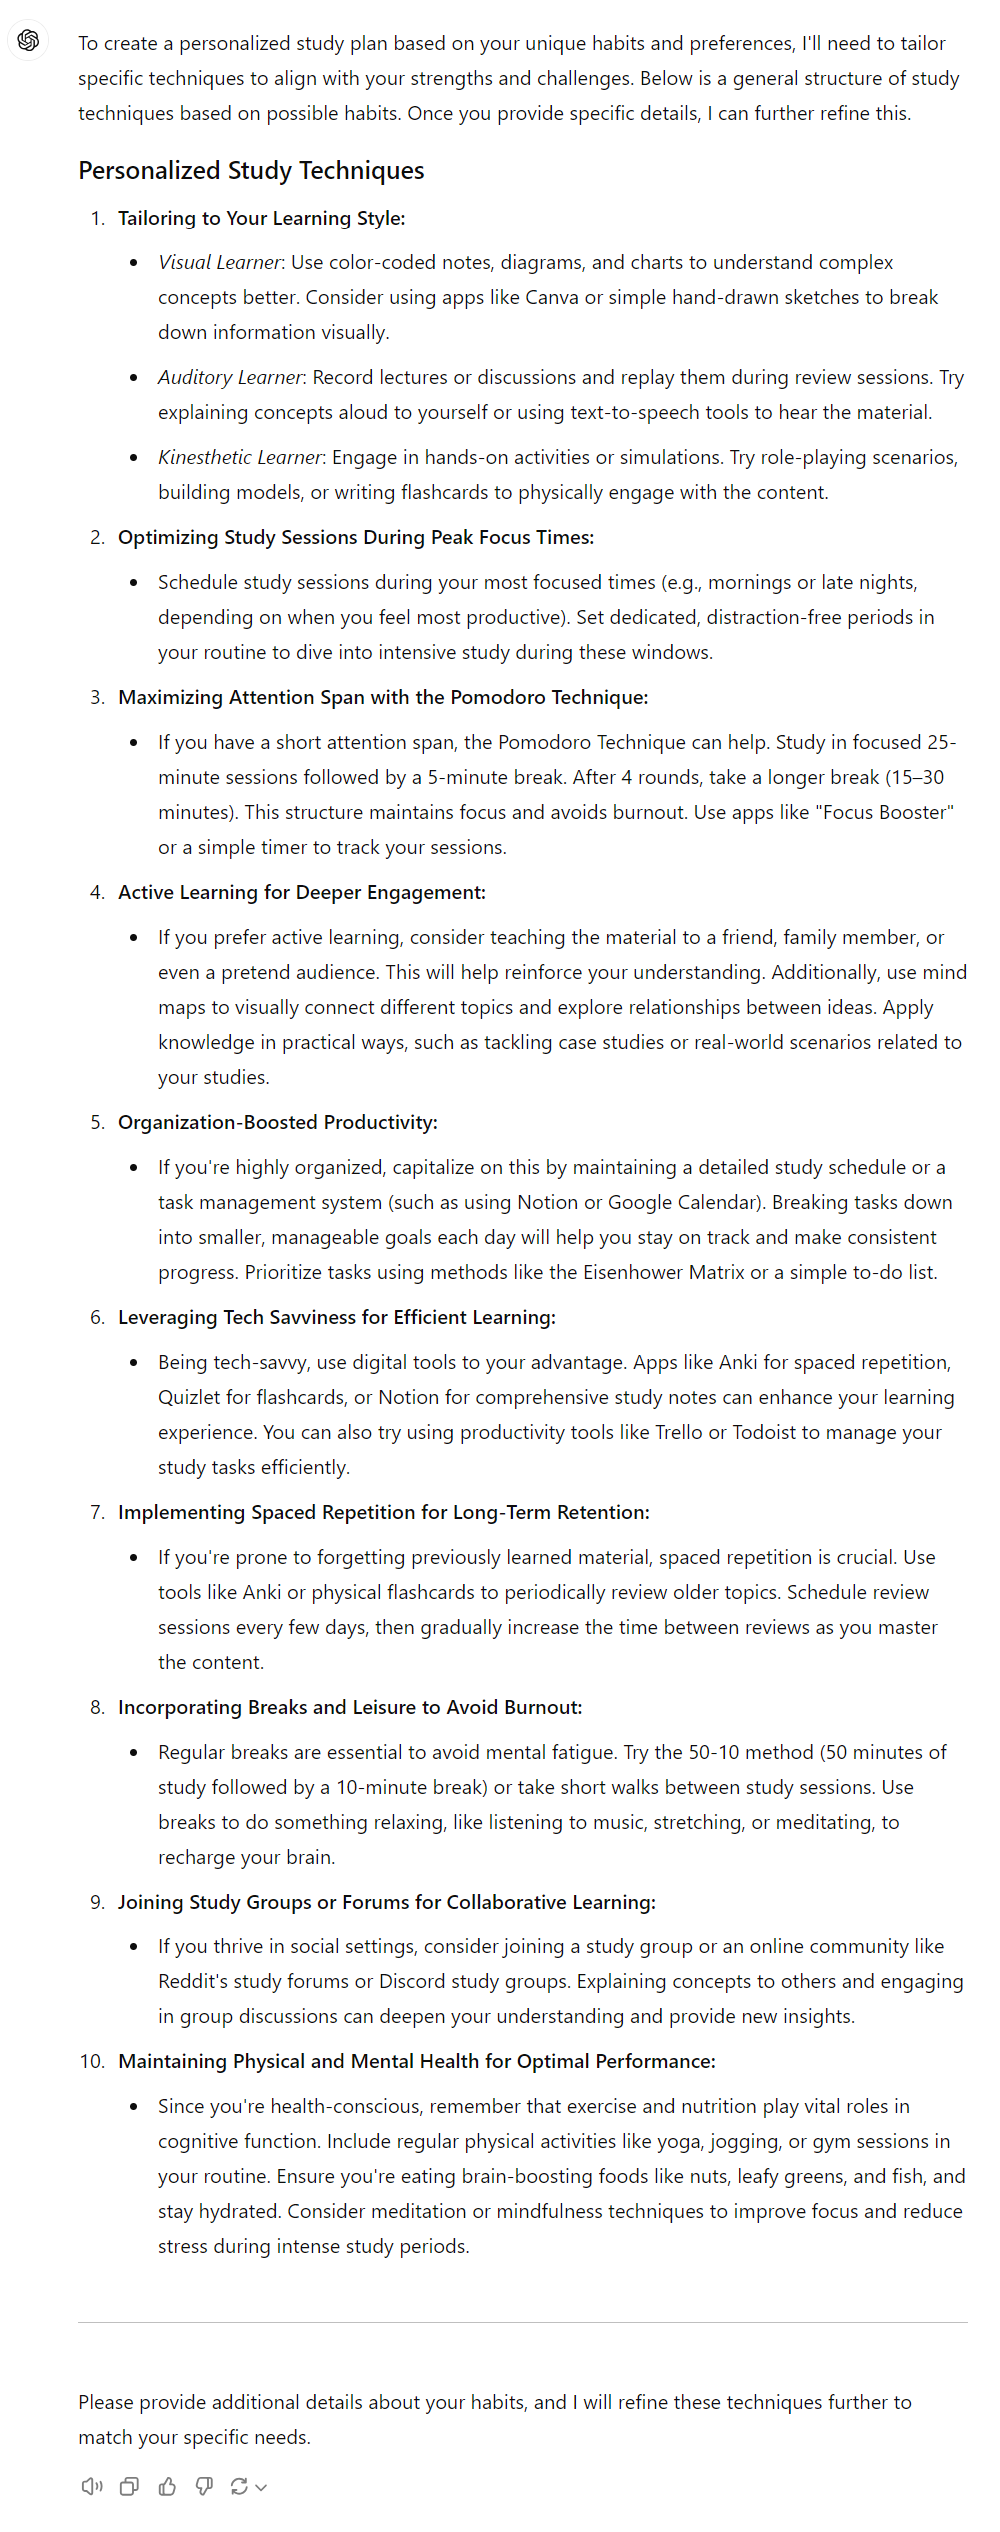 To create a personalized study plan based on your unique habits and preferences, I'll need to tailor
specific techniques to align with your strengths and challenges. Below is a general structure of study
techniques based on possible habits. Once you provide specific details, I can further refine this.
Personalized Study Techniques
1. Tailoring to Your Learning Style:
• Visual Learner: Use color-coded notes, diagrams, and charts to understand complex
concepts better. Consider using apps like Canva or simple hand-drawn sketches to break
down information visually.
• Auditory Learner: Record lectures or discussions and replay them during review sessions. Try
explaining concepts aloud to yourself or using text-to-speech tools to hear the material.
• Kinesthetic Learner: Engage in hands-on activities or simulations. Try role-playing scenarios,
building models, or writing flashcards to physically engage with the content.
2. Optimizing Study Sessions During Peak Focus Times:
• Schedule study sessions during your most focused times (e.g., mornings or late nights,
depending on when you feel most productive). Set dedicated, distraction-free periods in
your routine to dive into intensive study during these windows.
3. Maximizing Attention Span with the Pomodoro Technique:
• If you have a short attention span, the Pomodoro Technique can help. Study in focused 25-
minute sessions followed by a 5-minute break. After 4 rounds, take a longer break (15–30
minutes). This structure maintains focus and avoids burnout. Use apps like "Focus Booster"
or a simple timer to track your sessions.
4. Active Learning for Deeper Engagement:
• If you prefer active learning, consider teaching the material to a friend, family member, or
even a pretend audience. This will help reinforce your understanding. Additionally, use mind
maps to visually connect different topics and explore relationships between ideas. Apply
knowledge in practical ways, such as tackling case studies or real-world scenarios related to
your studies.
5. Organization-Boosted Productivity:
• If you're highly organized, capitalize on this by maintaining a detailed study schedule or a
task management system (such as using Notion or Google Calendar). Breaking tasks down
into smaller, manageable goals each day will help you stay on track and make consistent
progress. Prioritize tasks using methods like the Eisenhower Matrix or a simple to-do list.
6. Leveraging Tech Savviness for Efficient Learning:
• Being tech-savvy, use digital tools to your advantage. Apps like Anki for spaced repetition,
Quizlet for flashcards, or Notion for comprehensive study notes can enhance your learning
experience. You can also try using productivity tools like Trello or Todoist to manage your
study tasks efficiently.
7. Implementing Spaced Repetition for Long-Term Retention:
• If you're prone to forgetting previously learned material, spaced repetition is crucial. Use
tools like Anki or physical flashcards to periodically review older topics. Schedule review
sessions every few days, then gradually increase the time between reviews as you master
the content.
8. Incorporating Breaks and Leisure to Avoid Burnout:
• Regular breaks are essential to avoid mental fatigue. Try the 50-10 method (50 minutes of
study followed by a 10-minute break) or take short walks between study sessions. Use
breaks to do something relaxing, like listening to music, stretching, or meditating, to
recharge your brain.
9. Joining Study Groups or Forums for Collaborative Learning:
• If you thrive in social settings, consider joining a study group or an online community like
Reddit's study forums or Discord study groups. Explaining concepts to others and engaging
in group discussions can deepen your understanding and provide new insights.
10. Maintaining Physical and Mental Health for Optimal Performance:
• Since you're health-conscious, remember that exercise and nutrition play vital roles in
cognitive function. Include regular physical activities like yoga, jogging, or gym sessions in
your routine. Ensure you're eating brain-boosting foods like nuts, leafy greens, and fish, and
stay hydrated. Consider meditation or mindfulness techniques to improve focus and reduce
stress during intense study periods.
Please provide additional details about your habits, and I will refine these techniques further to
match your specific needs.